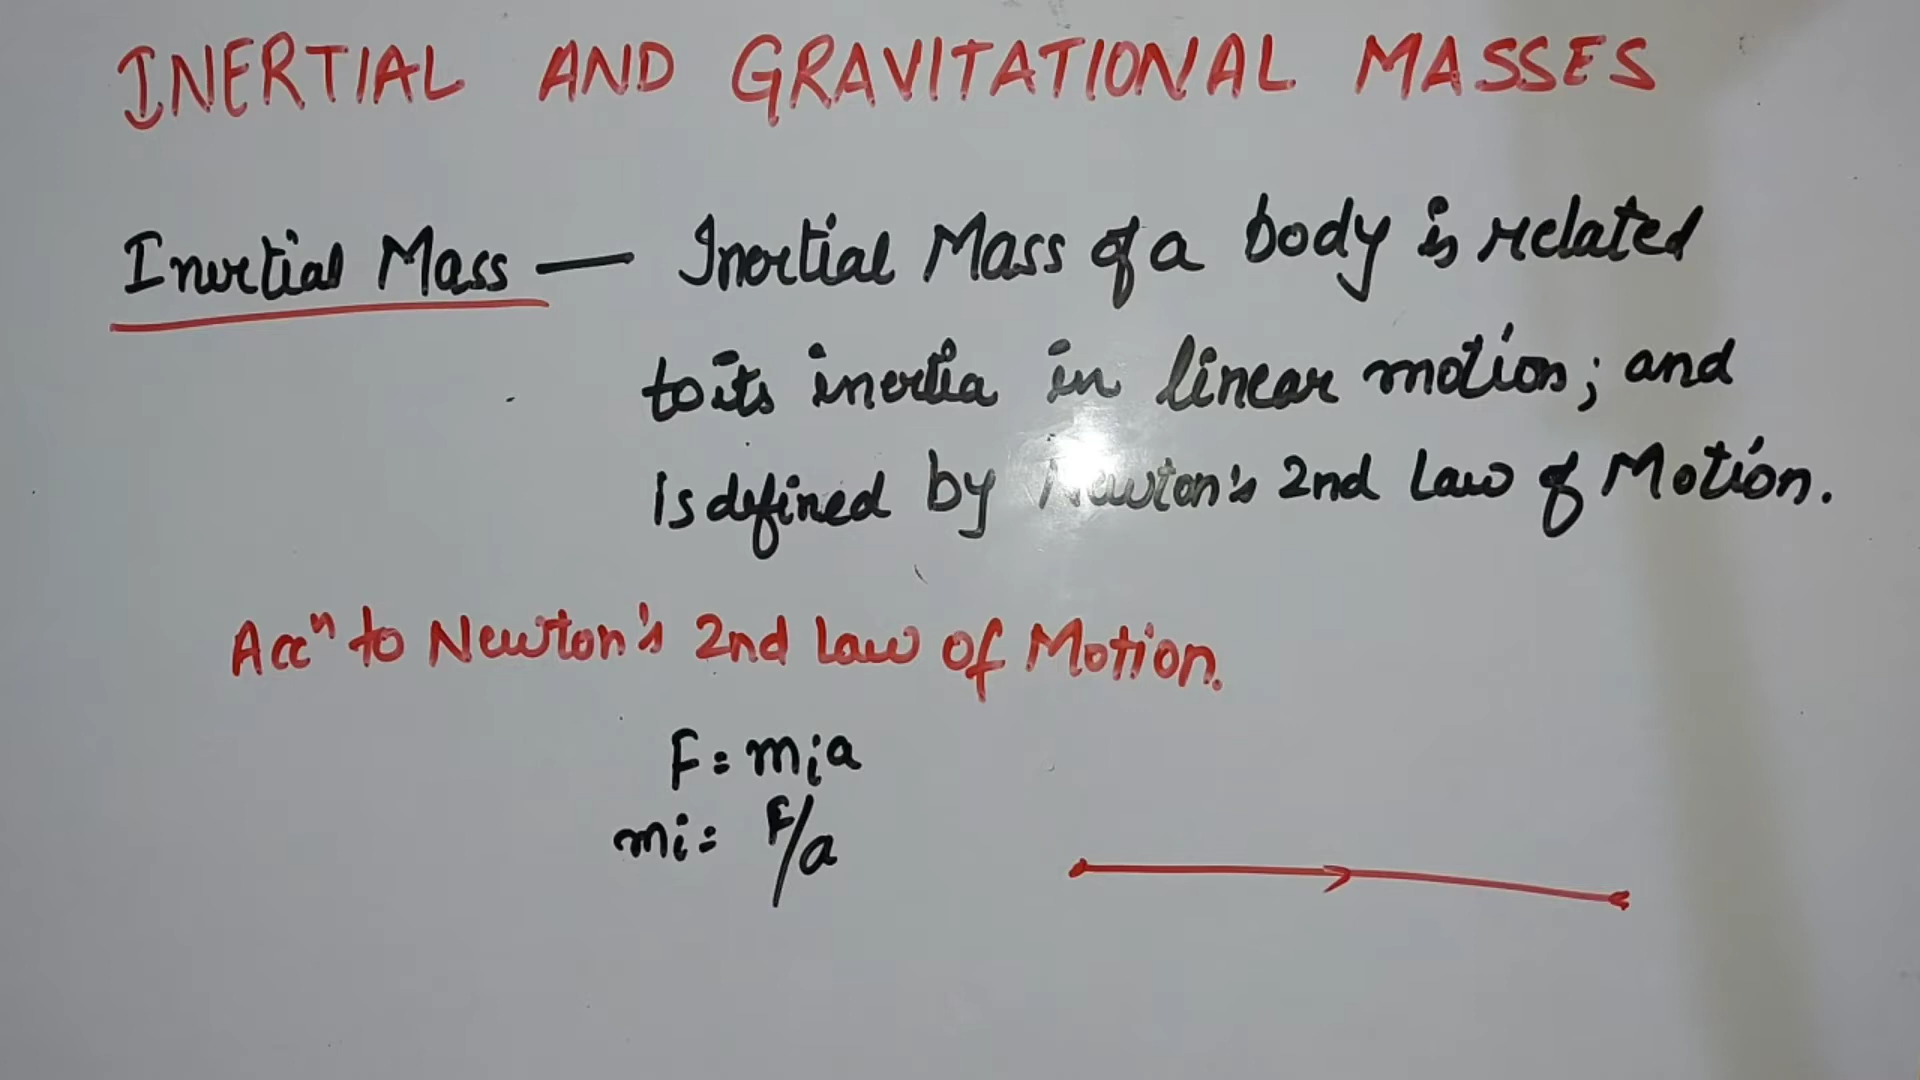 INERTIAL AND GRAVITATIONAL MASSES
Inertial Mass — Inertial Mass of a body is related
to its inertia in linear motion; and
is defined by Newton's 2nd Law of Motion.
Accⁿ to Newton's 2nd Law of Motion.
F = mᵢa
mi = F/a